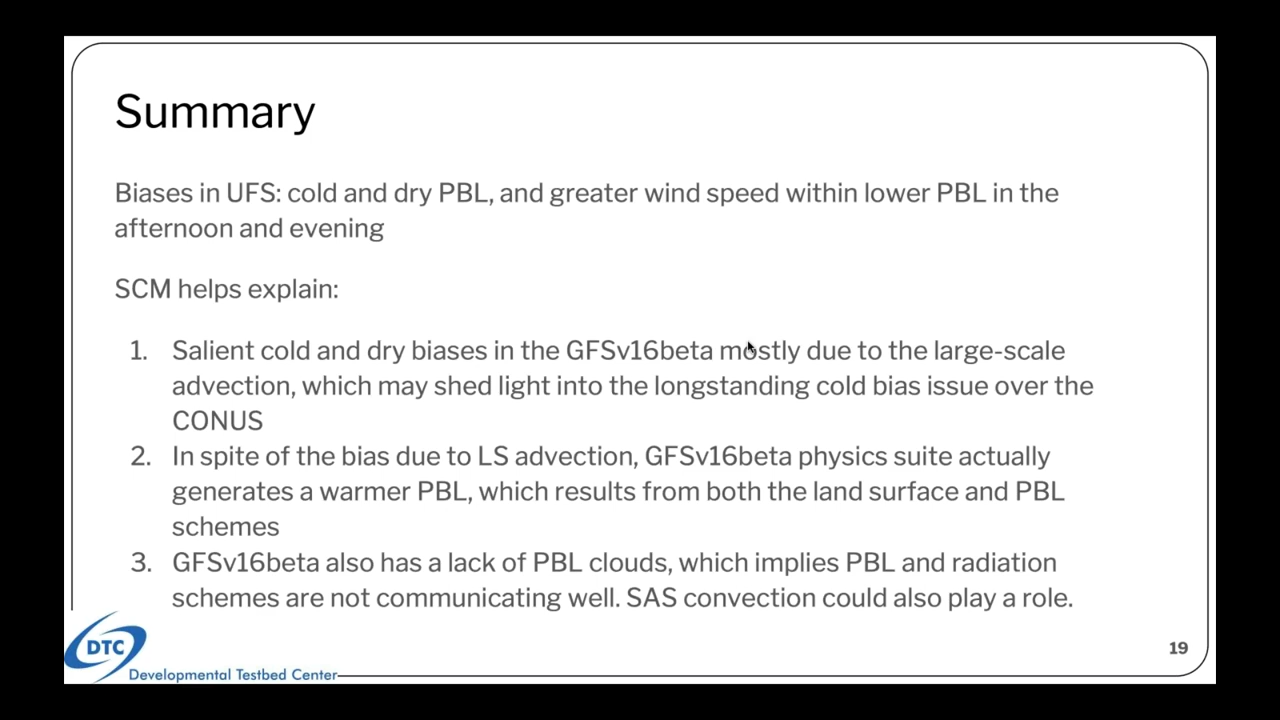 Summary
Biases in UFS: cold and dry PBL, and greater wind speed within lower PBL in the
afternoon and evening
SCM helps explain:
1. Salient cold and dry biases in the GFSv16beta mostly due to the large-scale
advection, which may shed light into the longstanding cold bias issue over the
CONUS
2. In spite of the bias due to LS advection, GFSv16beta physics suite actually
generates a warmer PBL, which results from both the land surface and PBL
schemes
3. GFSv16beta also has a lack of PBL clouds, which implies PBL and radiation
schemes are not communicating well. SAS convection could also play a role.
DTC
Developmental Testbed Center
19